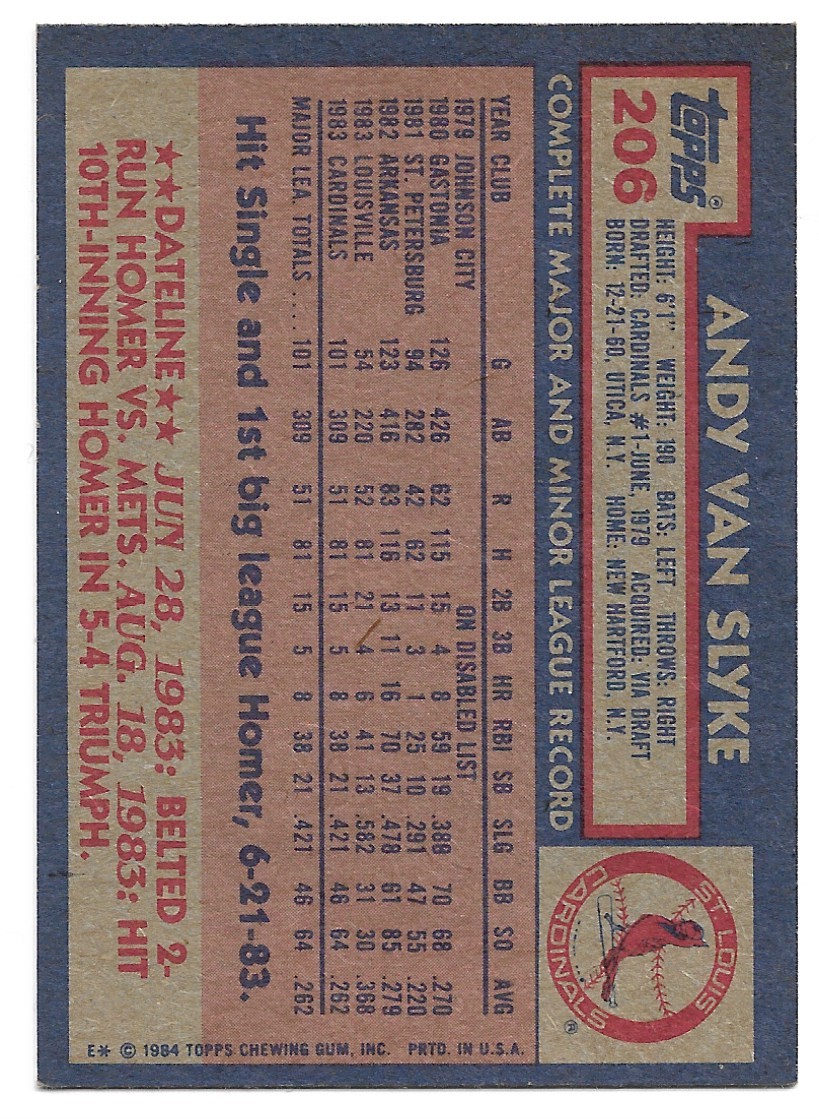 topps®
206
ANDY VAN SLYKE
HEIGHT: 6'1" WEIGHT: 190 BATS: LEFT THROWS: RIGHT
DRAFTED: CARDINALS #1-JUNE, 1979 ACQUIRED: VIA DRAFT
BORN: 12-21-60, UTICA, N.Y. HOME: NEW HARTFORD, N.Y.
ST. LOUIS
CARDINALS®
COMPLETE MAJOR AND MINOR LEAGUE RECORD
YEAR CLUB G AB R H 2B 3B HR RBI SB SLG BB SO AVG
1979 JOHNSON CITY ON DISABLED LIST
1980 GASTONIA 126 426 62 115 15 4 8 59 19 .388 70 68 .270
1981 ST. PETERSBURG 94 282 42 62 11 3 1 25 10 .291 47 55 .220
1982 ARKANSAS 123 416 83 116 13 11 16 70 37 .478 61 85 .279
1983 LOUISVILLE 54 220 52 81 21 4 6 41 13 .582 31 30 .368
1983 CARDINALS 101 309 51 81 15 5 8 38 21 .421 46 64 .262
MAJOR LEA. TOTALS ..... 101 309 51 81 15 5 8 38 21 .421 46 64 .262
Hit Single and 1st big league Homer, 6-21-83.
★★DATELINE★★ JUN 28, 1983: BELTED 2-
RUN HOMER VS. METS. AUG. 18, 1983: HIT
10TH-INNING HOMER IN 5-4 TRIUMPH.
E* © 1984 TOPPS CHEWING GUM, INC. PRTD. IN U.S.A.